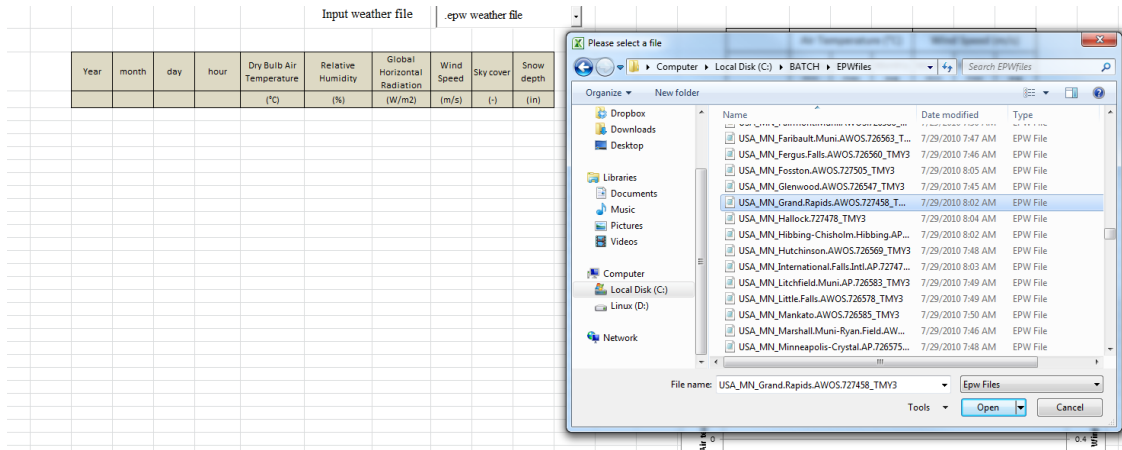 Input weather file .epw weather file
Year month day hour Dry Bulb Air Temperature Relative Humidity Global Horizontal Radiation Wind Speed Sky cover Snow depth
(°C) (%) (W/m2) (m/s) (-) (in)
Please select a file
Air Temperature (°C) Wind Speed (m/s)
Computer Local Disk (C:) BATCH EPWfiles Search EPWfiles
Organize New folder
Name Date modified Type
Dropbox
Downloads
Desktop
Libraries
Documents
Music
Pictures
Videos
Computer
Local Disk (C:)
Linux (D:)
Network
USA_MN_Faribault.Muni.AWOS.726563_T... 7/29/2010 7:47 AM EPW File
USA_MN_Fergus.Falls.AWOS.726560_TMY3 7/29/2010 7:46 AM EPW File
USA_MN_Fosston.AWOS.727505_TMY3 7/29/2010 8:05 AM EPW File
USA_MN_Glenwood.AWOS.726547_TMY3 7/29/2010 7:45 AM EPW File
USA_MN_Grand.Rapids.AWOS.727458_T... 7/29/2010 8:02 AM EPW File
USA_MN_Hallock.727478_TMY3 7/29/2010 8:04 AM EPW File
USA_MN_Hibbing-Chisholm.Hibbing.AP... 7/29/2010 8:02 AM EPW File
USA_MN_Hutchinson.AWOS.726569_TMY3 7/29/2010 7:48 AM EPW File
USA_MN_International.Falls.Intl.AP.72747... 7/29/2010 8:03 AM EPW File
USA_MN_Litchfield.Muni.AP.726583_TMY3 7/29/2010 7:49 AM EPW File
USA_MN_Little.Falls.AWOS.726578_TMY3 7/29/2010 7:49 AM EPW File
USA_MN_Mankato.AWOS.726585_TMY3 7/29/2010 7:50 AM EPW File
USA_MN_Marshall.Muni-Ryan.Field.AW... 7/29/2010 7:46 AM EPW File
USA_MN_Minneapolis-Crystal.AP.726575... 7/29/2010 7:48 AM EPW File
File name: USA_MN_Grand.Rapids.AWOS.727458_TMY3 Epw Files
Tools Open Cancel
0 0.4